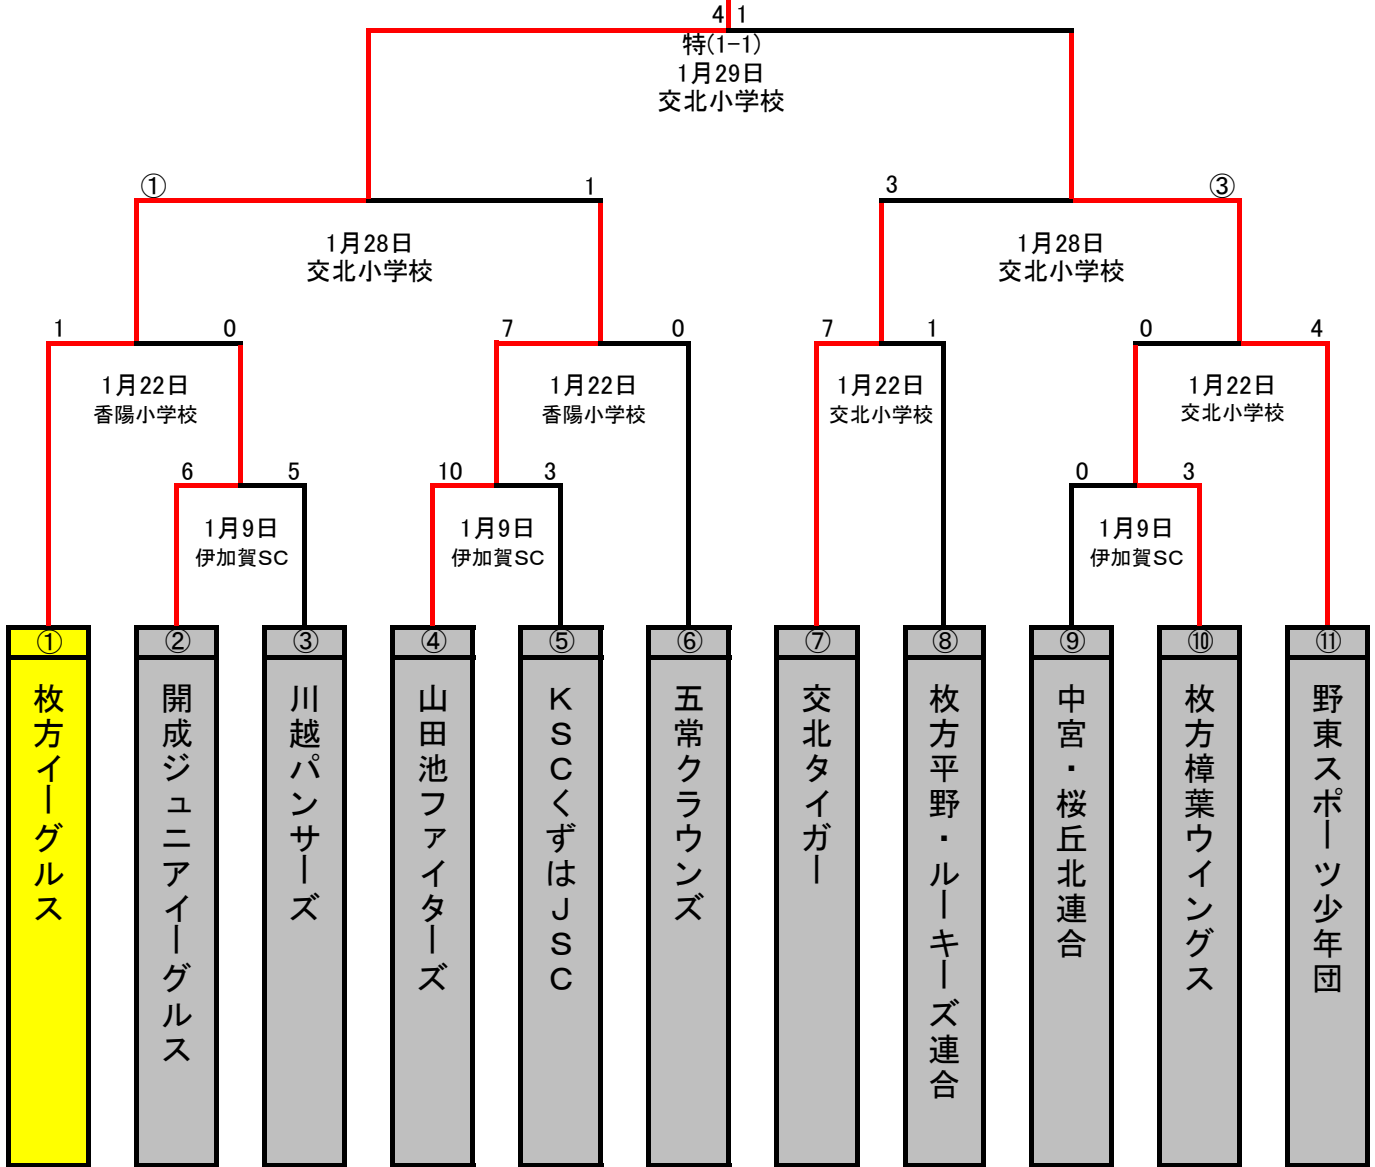 4 1
特(1-1)
1月29日
交北小学校
① 1 3 ③
1月28日 1月28日
交北小学校 交北小学校
1 0 7 0 7 1 0 4
1月22日 1月22日 1月22日 1月22日
香陽小学校 香陽小学校 交北小学校 交北小学校
6 5 10 3 0 3
1月9日 1月9日 1月9日
伊加賀SC 伊加賀SC 伊加賀SC
① ② ③ ④ ⑤ ⑥ ⑦ ⑧ ⑨ ⑩ ⑪
枚方イーグルス
開成ジュニアイーグルス
川越パンサーズ
山田池ファイターズ
KSCくずはJSC
五常クラウンズ
交北タイガー
枚方平野・ルーキーズ連合
中宮・桜丘北連合
枚方樟葉ウイングス
野東スポーツ少年団